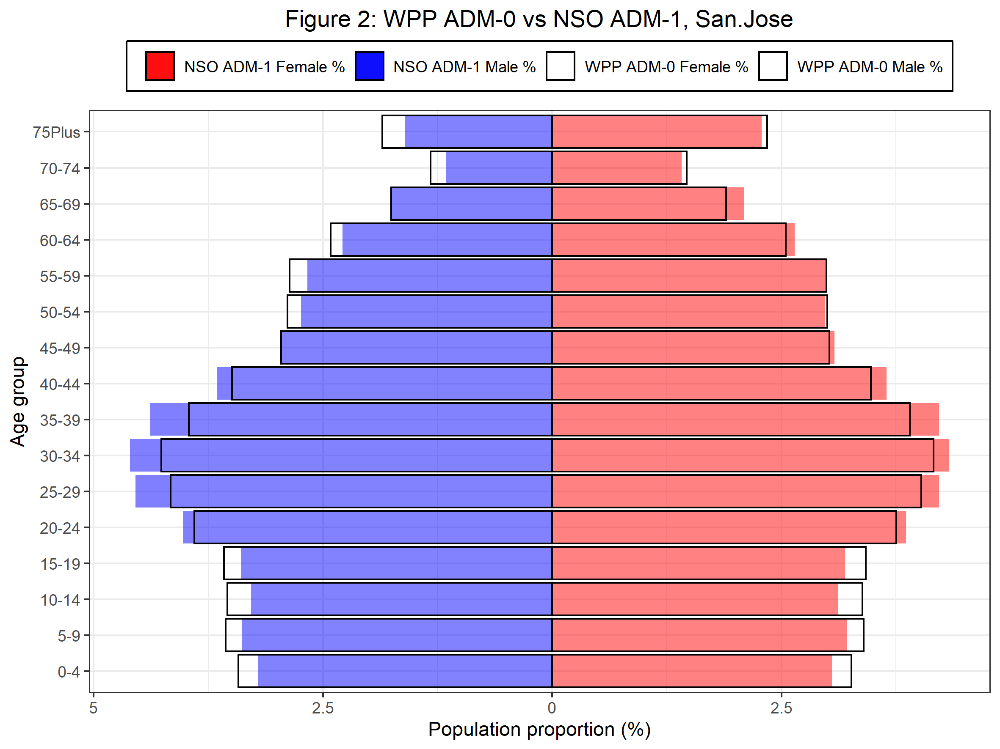 Figure 2: WPP ADM-0 vs NSO ADM-1, San.Jose
NSO ADM-1 Female % NSO ADM-1 Male % WPP ADM-0 Female % WPP ADM-0 Male %
75Plus
70-74
65-69
60-64
55-59
50-54
45-49
40-44
35-39
30-34
25-29
20-24
15-19
10-14
5-9
0-4
Age group
5 2.5 0 2.5
Population proportion (%)